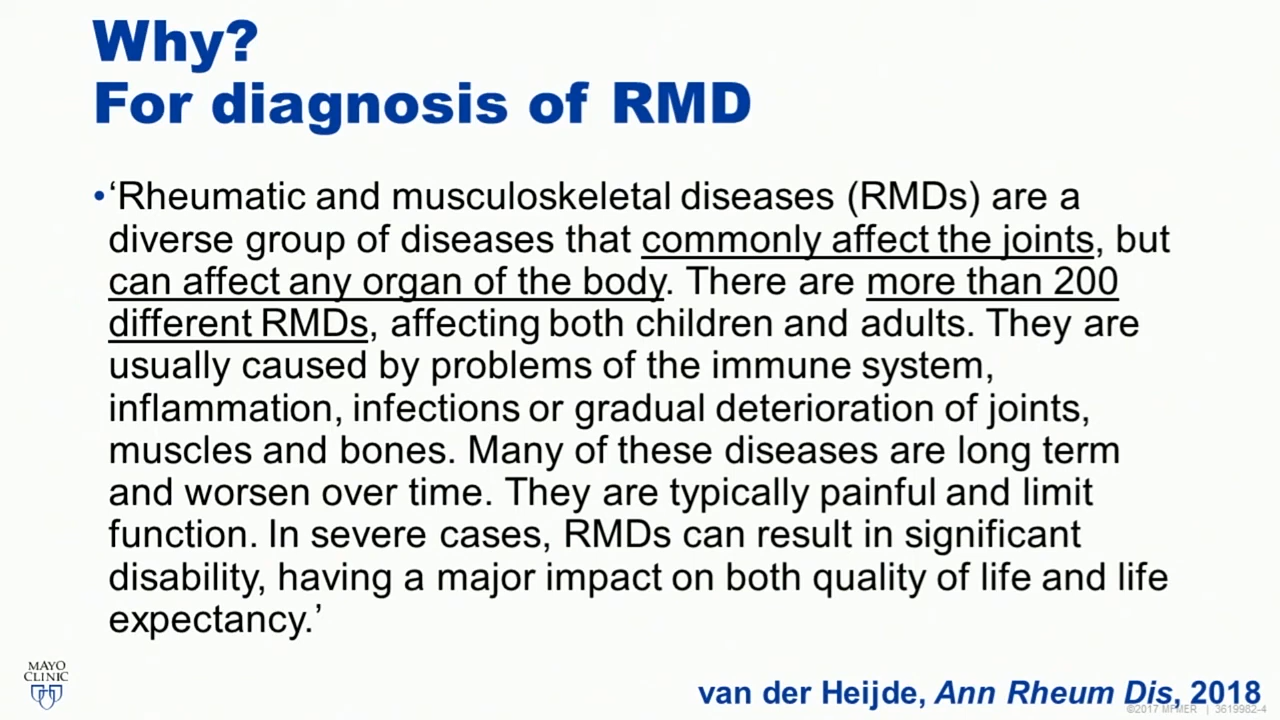 Why?
For diagnosis of RMD
•‘Rheumatic and musculoskeletal diseases (RMDs) are a
diverse group of diseases that commonly affect the joints, but
can affect any organ of the body. There are more than 200
different RMDs, affecting both children and adults. They are
usually caused by problems of the immune system,
inflammation, infections or gradual deterioration of joints,
muscles and bones. Many of these diseases are long term
and worsen over time. They are typically painful and limit
function. In severe cases, RMDs can result in significant
disability, having a major impact on both quality of life and life
expectancy.’
MAYO
CLINIC
van der Heijde, Ann Rheum Dis, 2018
©2017 MFMER | 3619982-4